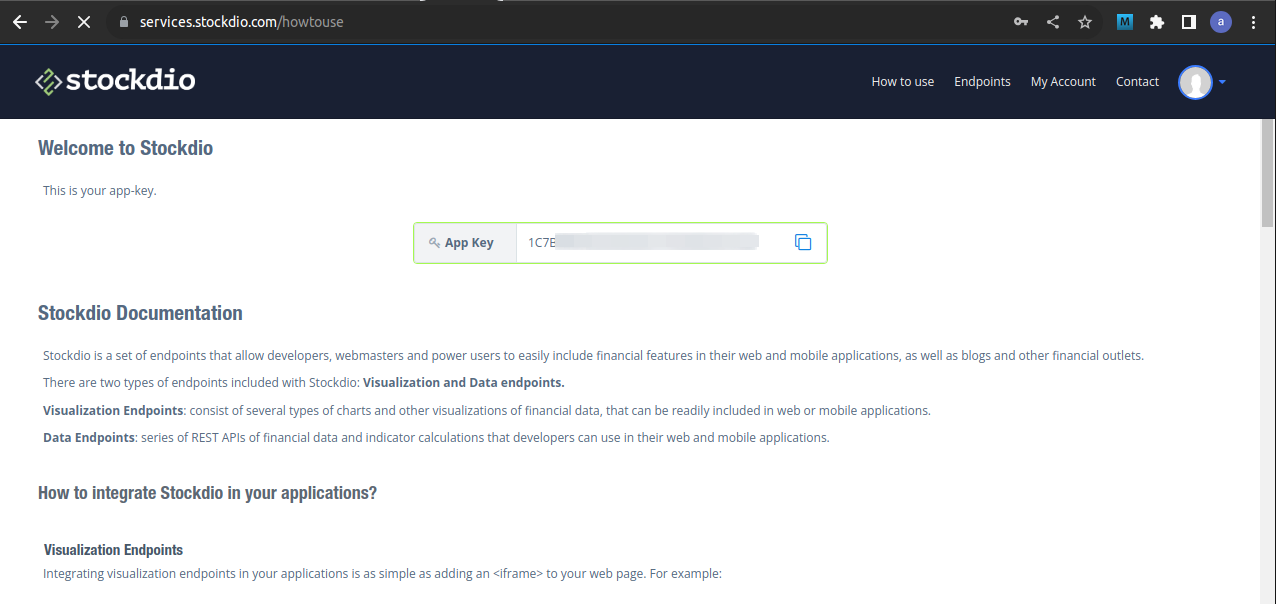 services.stockdio.com/howtouse
M
a
stockdio
How to use
Endpoints
My Account
Contact
Welcome to Stockdio
This is your app-key.
App Key
1C7B
Stockdio Documentation
Stockdio is a set of endpoints that allow developers, webmasters and power users to easily include financial features in their web and mobile applications, as well as blogs and other financial outlets.
There are two types of endpoints included with Stockdio: Visualization and Data endpoints.
Visualization Endpoints: consist of several types of charts and other visualizations of financial data, that can be readily included in web or mobile applications.
Data Endpoints: series of REST APIs of financial data and indicator calculations that developers can use in their web and mobile applications.
How to integrate Stockdio in your applications?
Visualization Endpoints
Integrating visualization endpoints in your applications is as simple as adding an <iframe> to your web page. For example: